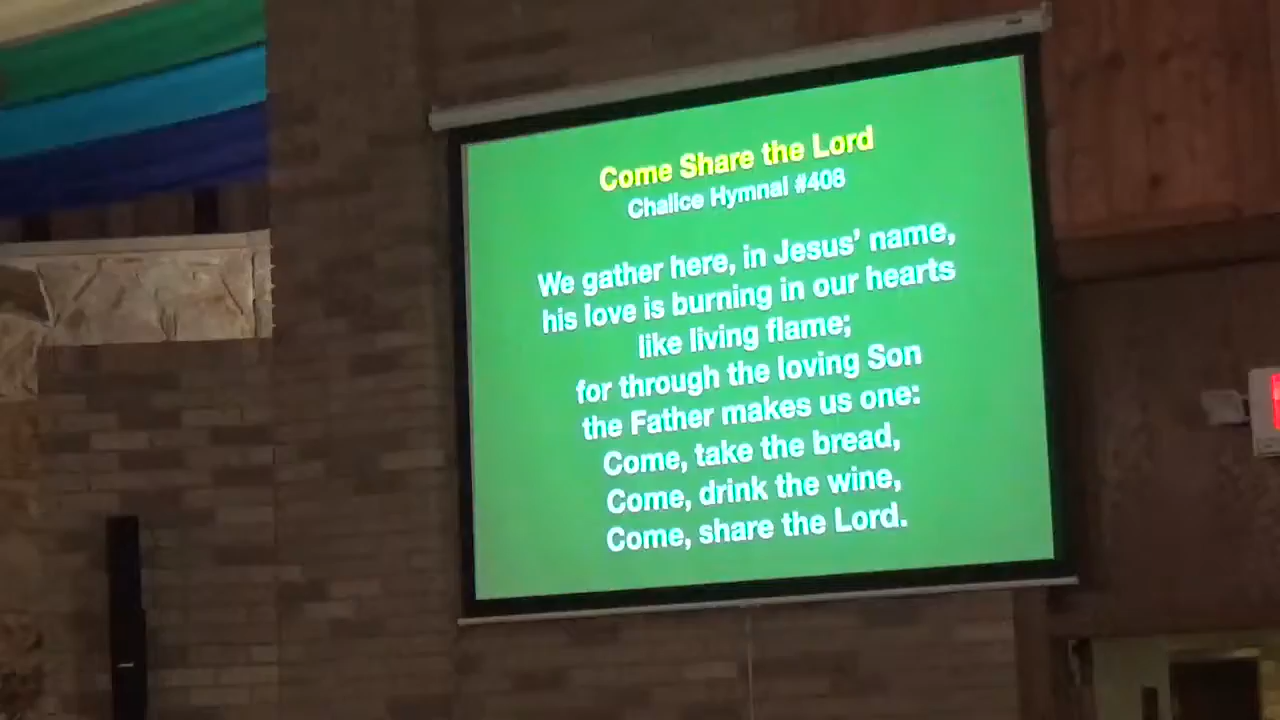 Come Share the Lord
Chalice Hymnal #408
We gather here, in Jesus’ name,
his love is burning in our hearts
like living flame;
for through the loving Son
the Father makes us one:
Come, take the bread,
Come, drink the wine,
Come, share the Lord.